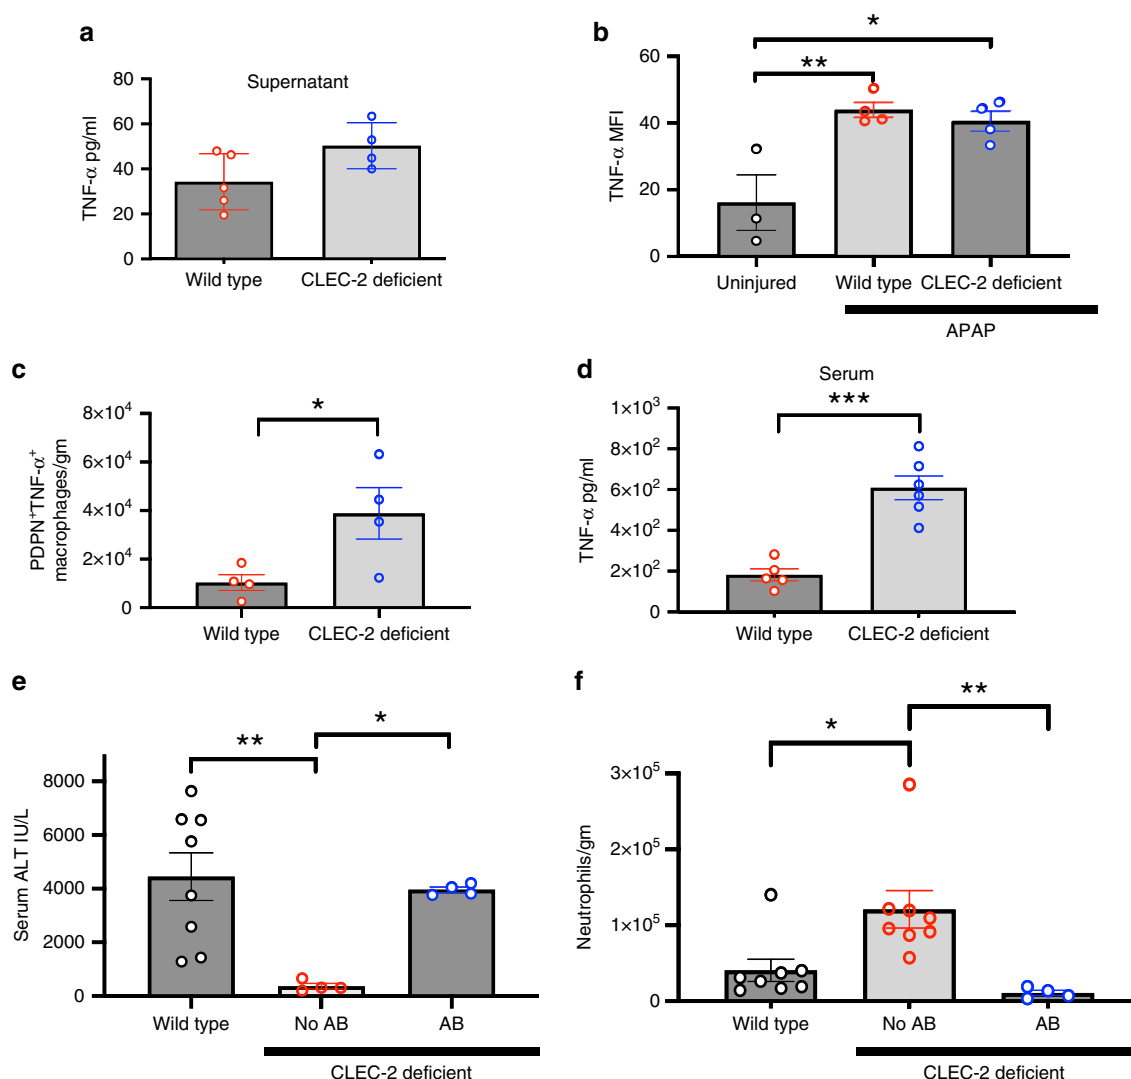 a
Supernatant
TNF-α pg/ml
80
60
40
20
0
Wild type
CLEC-2 deficient
b
*
**
TNF-α MFI
60
40
20
0
Uninjured
Wild type
CLEC-2 deficient
APAP
c
*
PDPN⁺TNF-α⁺
macrophages/gm
8×10⁴
6×10⁴
4×10⁴
2×10⁴
0
Wild type
CLEC-2 deficient
d
Serum
***
TNF-α pg/ml
1×10³
8×10²
6×10²
4×10²
2×10²
0
Wild type
CLEC-2 deficient
e
**
*
Serum ALT IU/L
8000
6000
4000
2000
0
Wild type
No AB
AB
CLEC-2 deficient
f
*
**
Neutrophils/gm
3×10⁵
2×10⁵
1×10⁵
0
Wild type
No AB
AB
CLEC-2 deficient